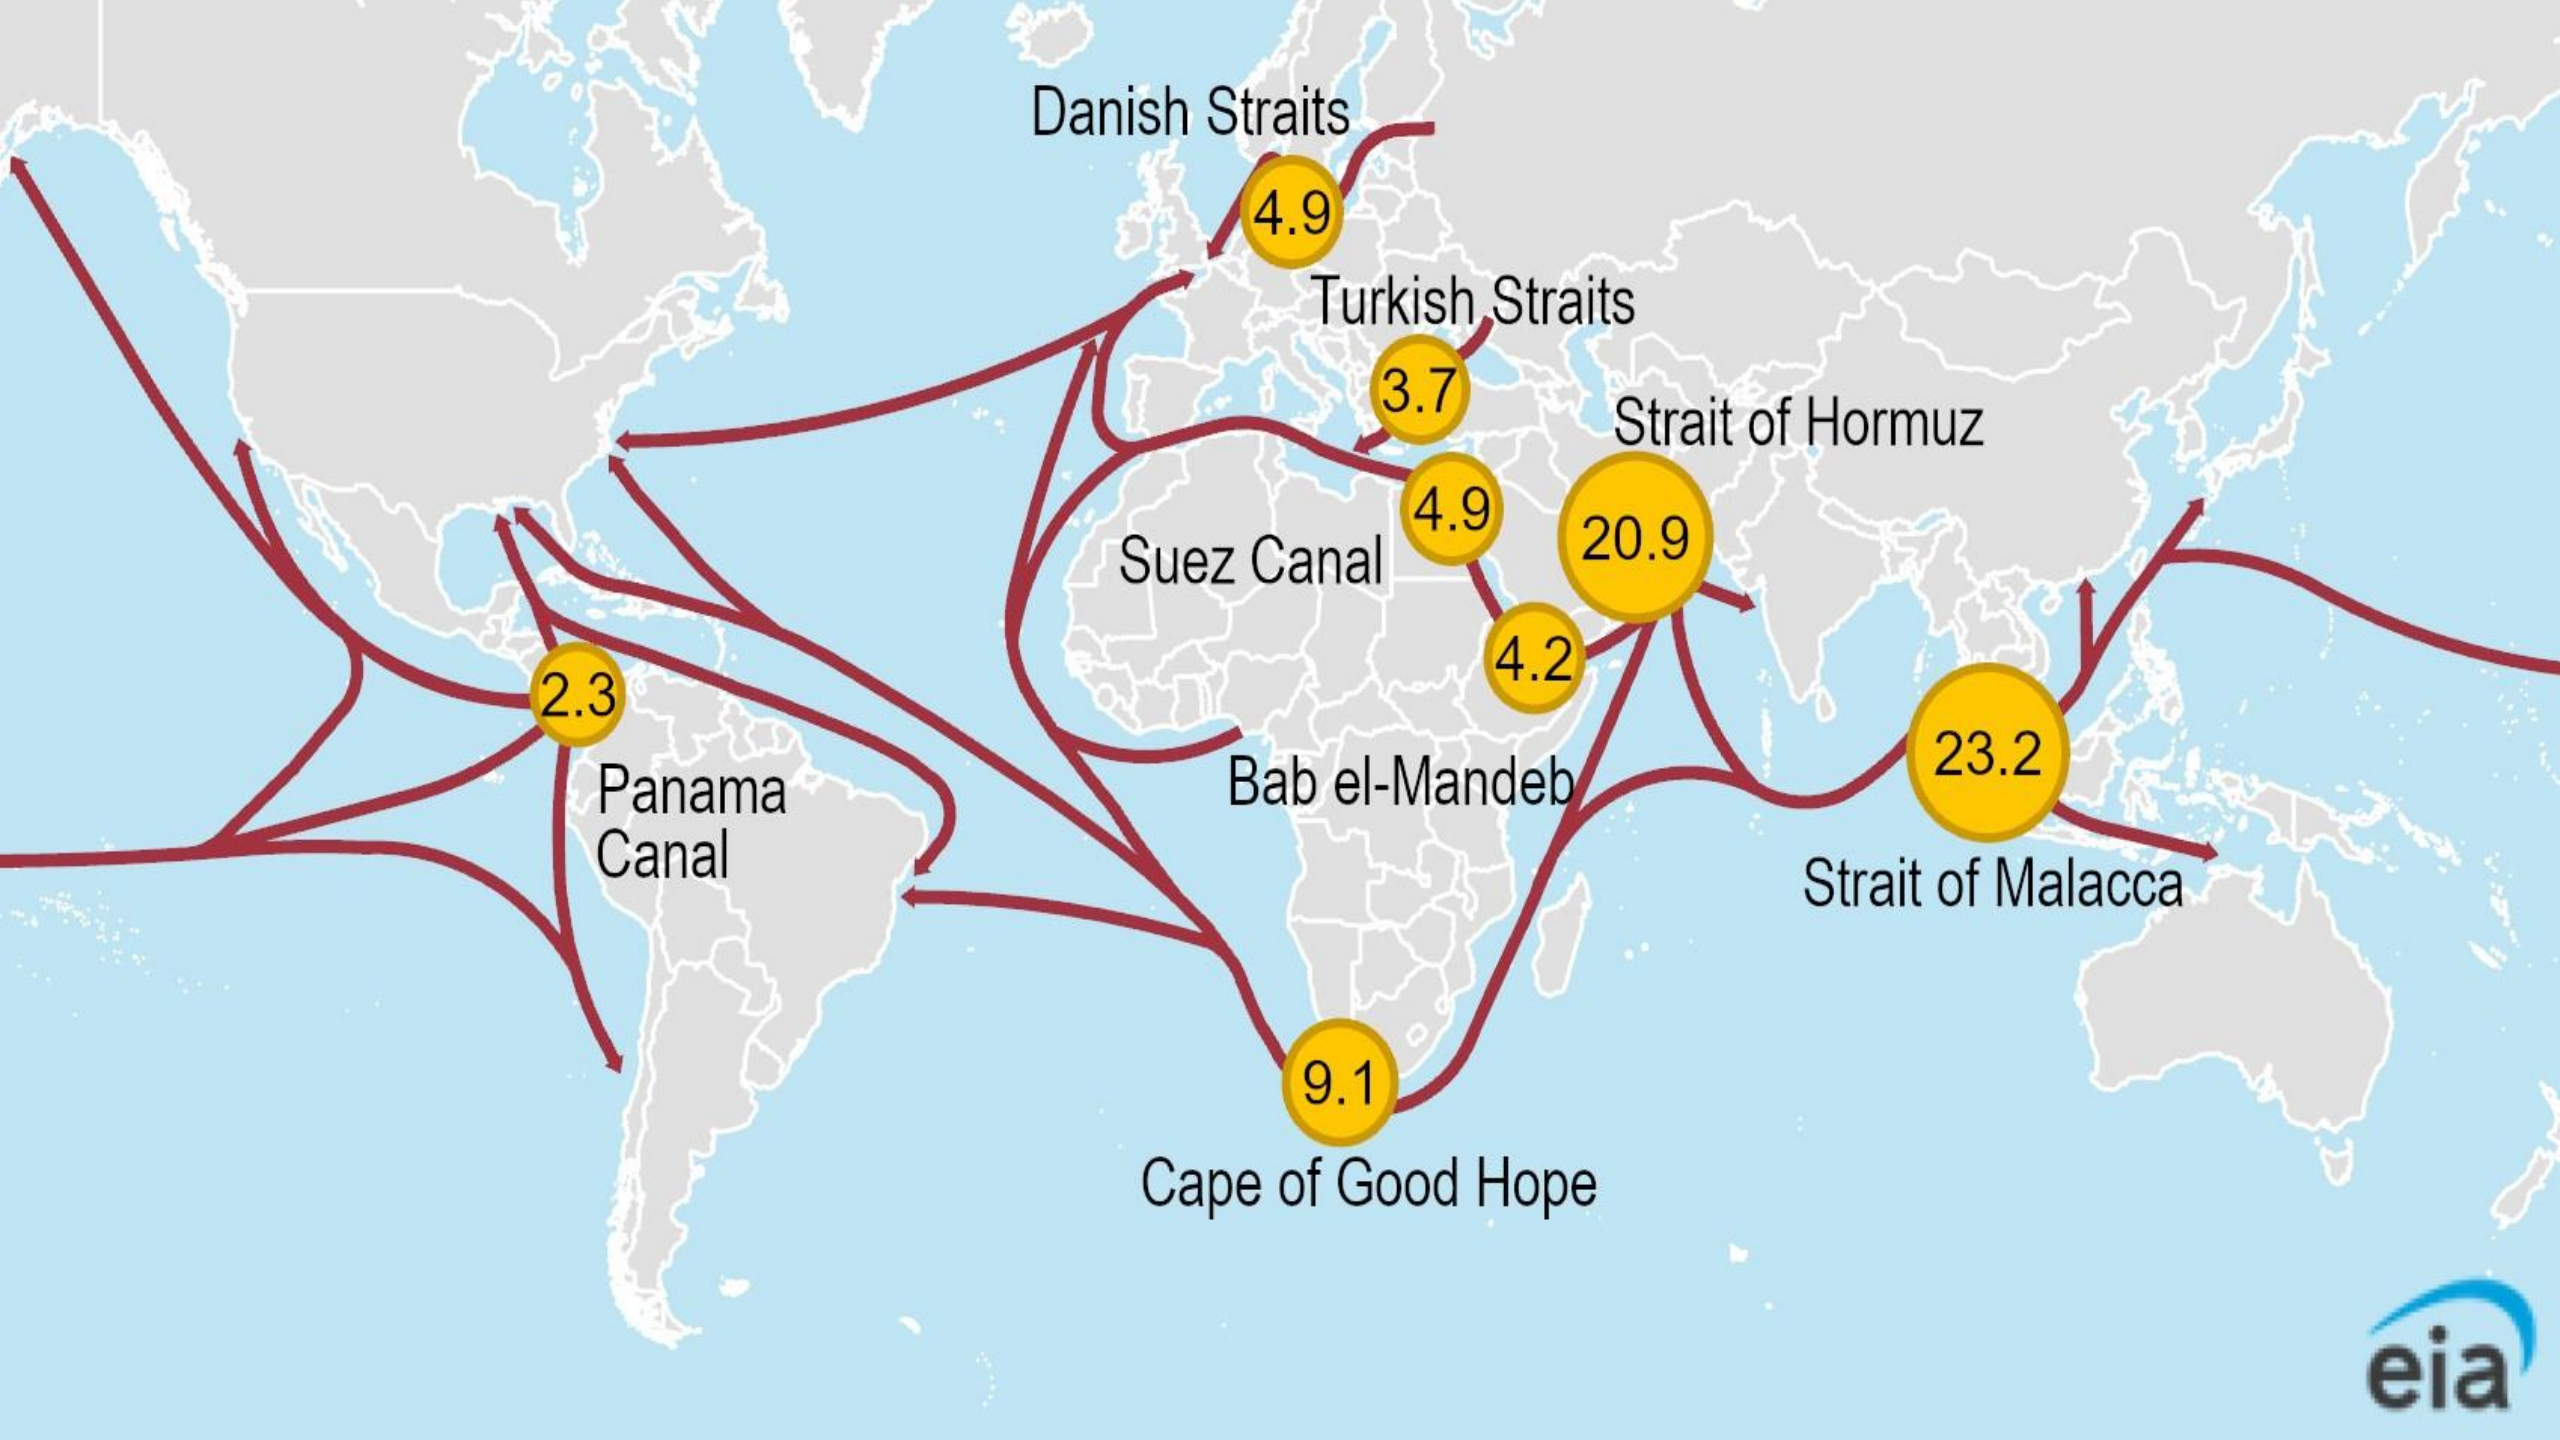 Danish Straits
4.9
Turkish Straits
3.7
Strait of Hormuz
4.9
20.9
Suez Canal
4.2
2.3
23.2
Bab el-Mandeb
Panama
Canal
Strait of Malacca
9.1
Cape of Good Hope
eia